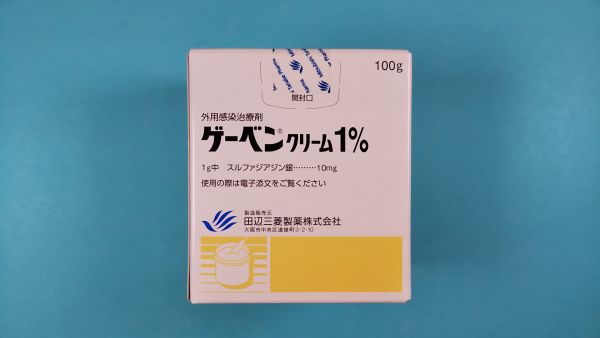 100g
開封口
外用感染治療剤
ゲーベン®クリーム1%
1g中 スルファジアジン銀………10mg
使用の際は電子添文をご覧ください
製造販売元
田辺三菱製薬株式会社
大阪市中央区道修町3-2-10